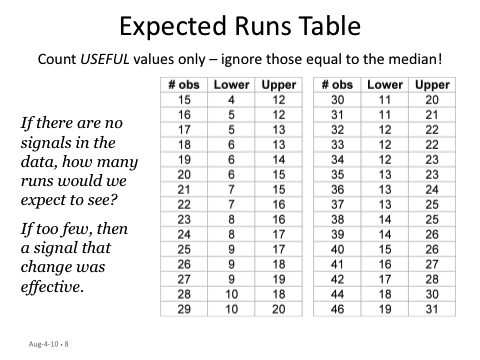 Expected Runs Table
Count USEFUL values only – ignore those equal to the median!
If there are no
signals in the
data, how many
runs would we
expect to see?
If too few, then
a signal that
change was
effective.
# obs Lower Upper
15 4 12
16 5 12
17 5 13
18 6 13
19 6 14
20 6 15
21 7 15
22 7 16
23 8 16
24 8 17
25 9 17
26 9 18
27 9 19
28 10 18
29 10 20
# obs Lower Upper
30 11 20
31 11 21
32 12 22
33 12 22
34 12 23
35 13 23
36 13 24
37 13 25
38 14 25
39 14 26
40 15 26
41 16 27
42 17 28
44 18 30
46 19 31
Aug-4-10 • 8